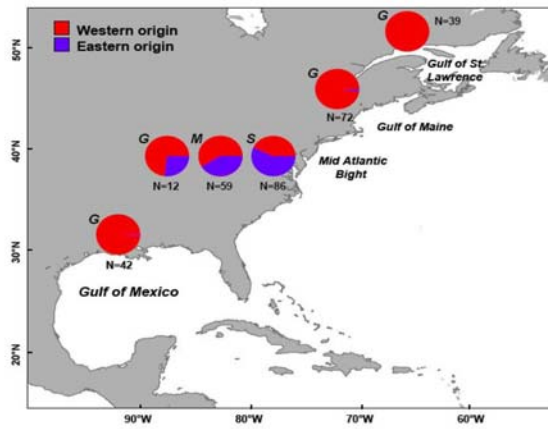 Western origin
Eastern origin
G
N=39
Gulf of St.
Lawrence
G
N=72
Gulf of Maine
G
M
S
N=12
N=59
N=86
Mid Atlantic
Bight
G
N=42
Gulf of Mexico
50°N
40°N
30°N
20°N
90°W
80°W
70°W
60°W